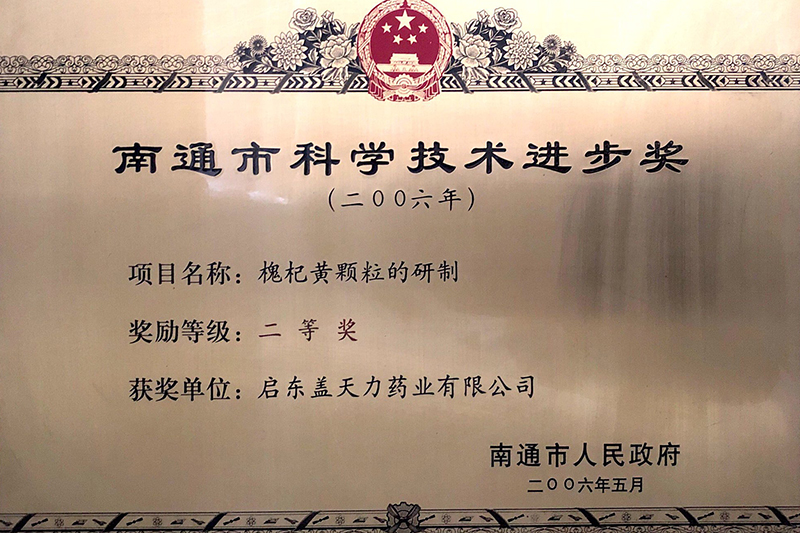 南通市科学技术进步奖
（二〇〇六年）
项目名称：槐杞黄颗粒的研制
奖励等级：二等奖
获奖单位：启东盖天力药业有限公司
南通市人民政府
二〇〇六年五月